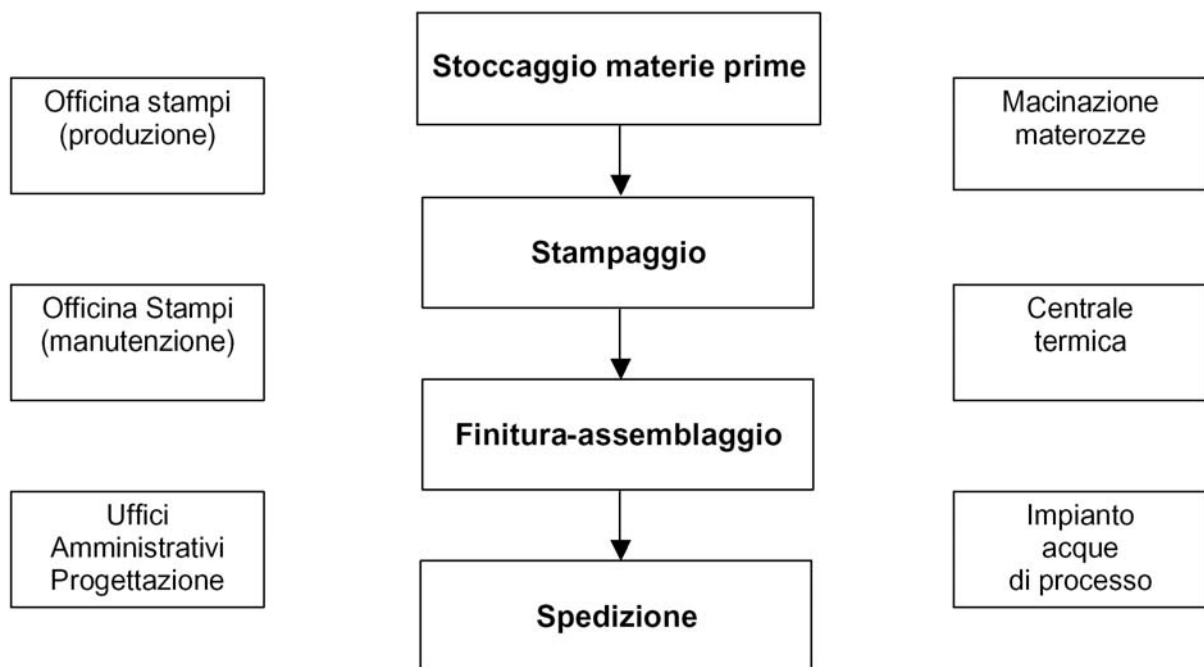 Stoccaggio materie prime
Officina stampi
(produzione)
Macinazione
materozze
Stampaggio
Officina Stampi
(manutenzione)
Centrale
termica
Finitura-assemblaggio
Uffici
Amministrativi
Progettazione
Impianto
acque
di processo
Spedizione